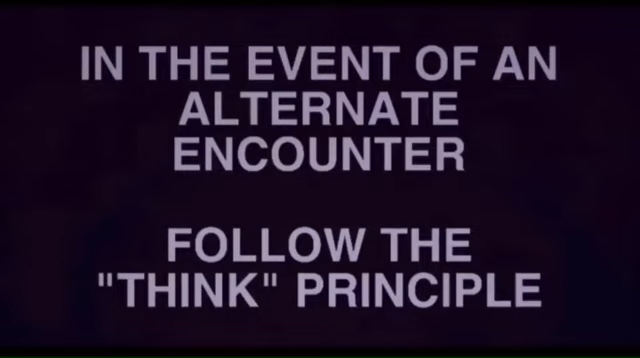 IN THE EVENT OF AN
ALTERNATE
ENCOUNTER
FOLLOW THE
"THINK" PRINCIPLE